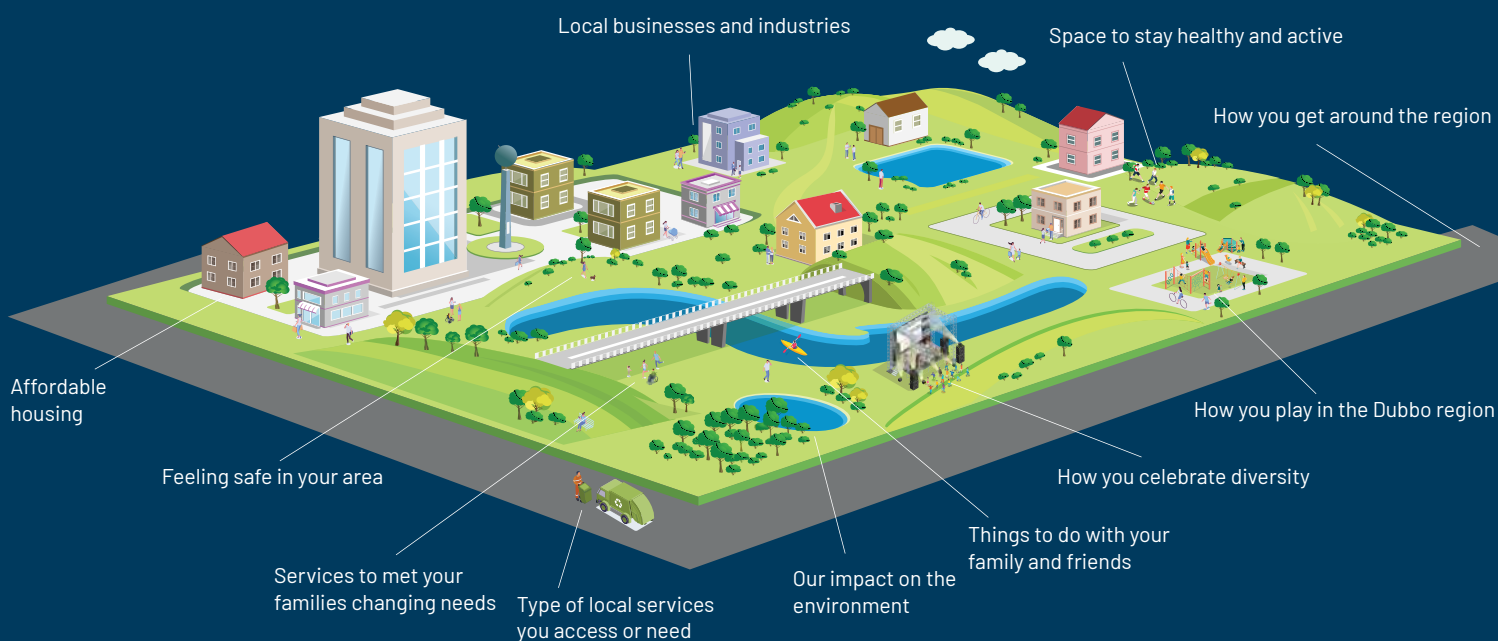 Local businesses and industries
Space to stay healthy and active
How you get around the region
Affordable
housing
How you play in the Dubbo region
Feeling safe in your area
How you celebrate diversity
Things to do with your
family and friends
Services to met your
families changing needs
Our impact on the
environment
Type of local services
you access or need